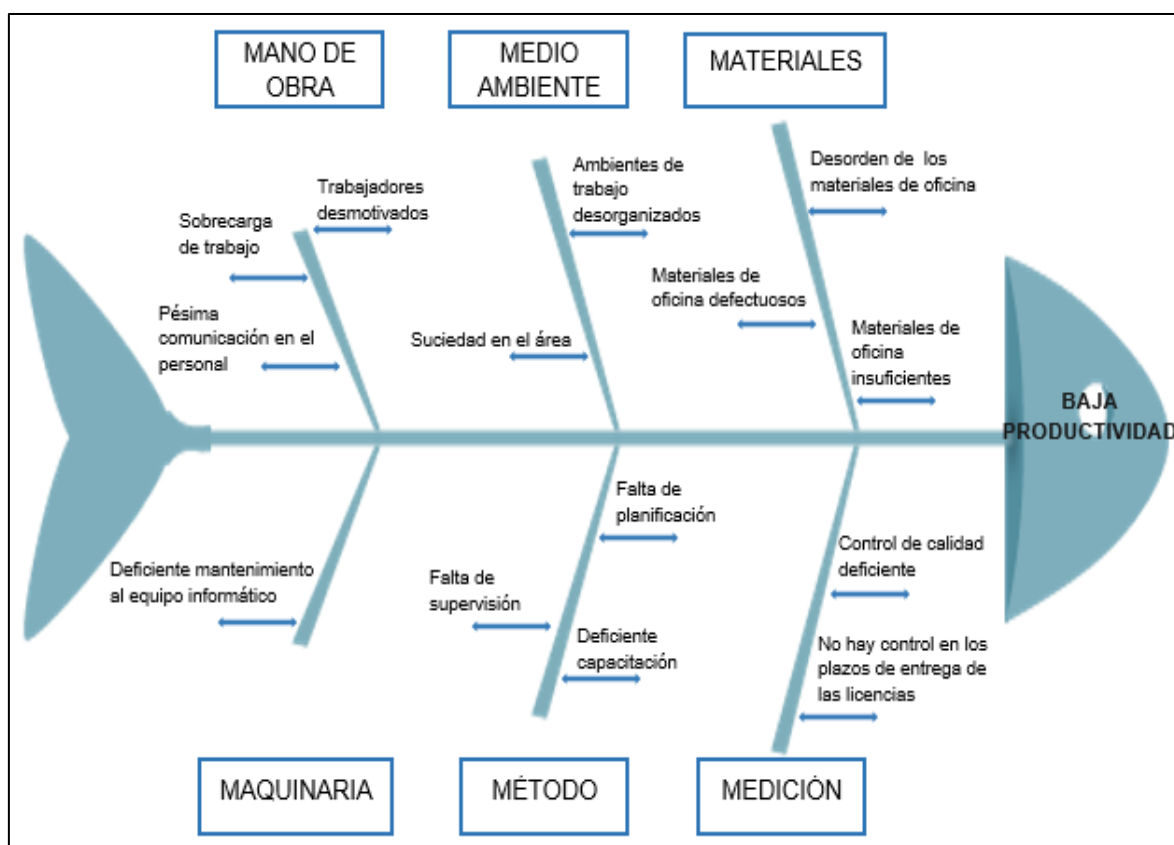 MANO DE
OBRA
MEDIO
AMBIENTE
MATERIALES
Trabajadores
desmotivados
Sobrecarga
de trabajo
Pésima
comunicación en el
personal
Ambientes de
trabajo
desorganizados
Suciedad en el área
Desorden de los
materiales de oficina
Materiales de
oficina defectuosos
Materiales de
oficina
insuficientes
BAJA
PRODUCTIVIDAD
Deficiente mantenimiento
al equipo informático
Falta de
planificación
Falta de
supervisión
Deficiente
capacitación
Control de calidad
deficiente
No hay control en los
plazos de entrega de
las licencias
MAQUINARIA
MÉTODO
MEDICIÓN